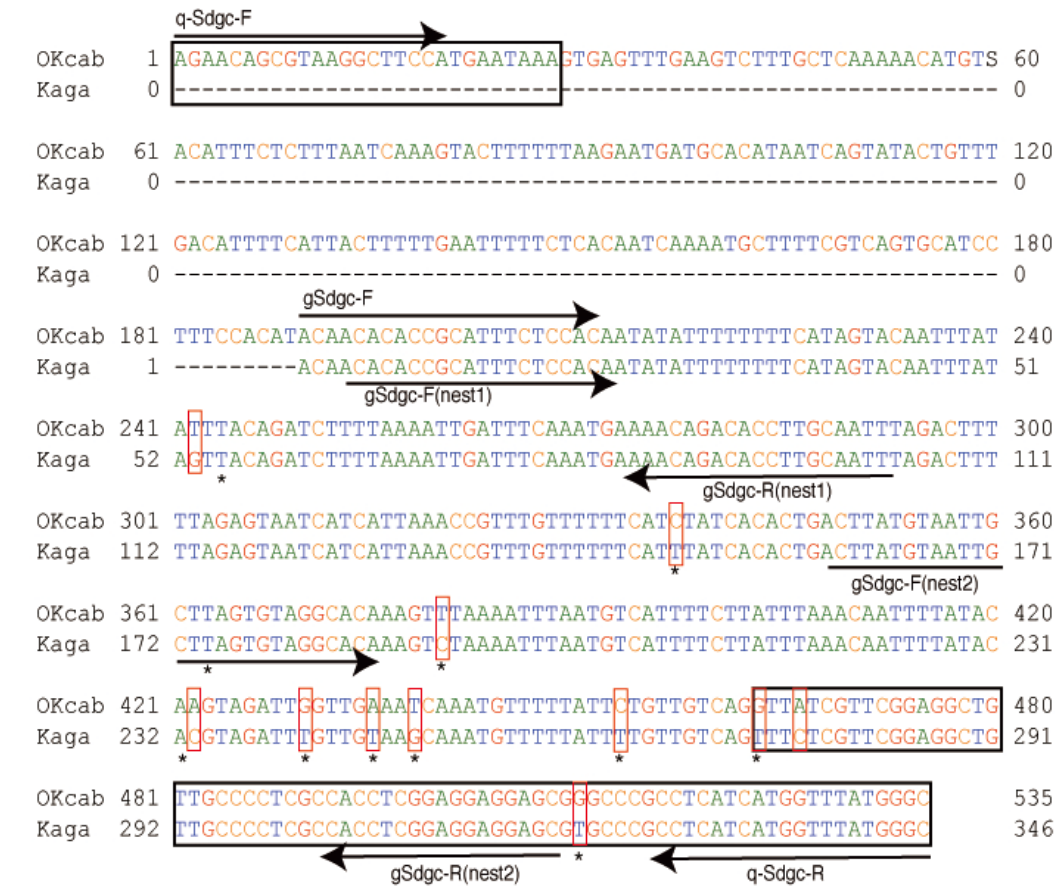 q-Sdgc-F
OKcab 1 AGAACAGCGTAAGGCTTCCATGAATAAAGTGAGTTTGAAGTCTTTGCTCAAAAACATGTS 60
Kaga 0 ------------------------------------------------------------ 0
OKcab 61 ACATTTCTCTTTAATCAAAGTACTTTTTTAAGAATGATGCACATAATCAGTATACTGTTT 120
Kaga 0 ------------------------------------------------------------ 0
OKcab 121 GACATTTTCATTACTTTTTGAATTTTTCTCACAATCAAAATGCTTTTCGTCAGTGCATCC 180
Kaga 0 ------------------------------------------------------------ 0
gSdgc-F
OKcab 181 TTTCCACATACAACACACCGCATTTCTCCACAATATATTTTTTTTCATAGTACAATTTAT 240
Kaga 1 ---------ACAACACACCGCATTTCTCCACAATATATTTTTTTTCATAGTACAATTTAT 51
gSdgc-F(nest1)
OKcab 241 ATTTACAGATCTTTTAAAATTGATTTCAAATGAAAACAGACACCTTGCAATTTAGACTTT 300
Kaga 52 AGTTACAGATCTTTTAAAATTGATTTCAAATGAAAACAGACACCTTGCAATTTAGACTTT 111
*
gSdgc-R(nest1)
OKcab 301 TTAGAGTAATCATCATTAAACCGTTTGTTTTTTCATCTATCACACTGACTTATGTAATTG 360
Kaga 112 TTAGAGTAATCATCATTAAACCGTTTGTTTTTTCATTTATCACACTGACTTATGTAATTG 171
*
gSdgc-F(nest2)
OKcab 361 CTTAGTGTAGGCACAAAGTTTAAAATTTAATGTCATTTTCTTATTTAAACAATTTTATAC 420
Kaga 172 CTTAGTGTAGGCACAAAGTCTAAAATTTAATGTCATTTTCTTATTTAAACAATTTTATAC 231
* *
OKcab 421 AAGTAGATTGGTTGAAATCAAATGTTTTTATTCTGTTGTCAGGTTATCGTTCGGAGGCTG 480
Kaga 232 ACGTAGATTTGTTGTAAGCAAATGTTTTTATTTTGTTGTCAGTTTCTCGTTCGGAGGCTG 291
* * * * * *
OKcab 481 TTGCCCCTCGCCACCTCGGAGGAGGAGCGGGCCCGCCTCATCATGGTTTATGGGC 535
Kaga 292 TTGCCCCTCGCCACCTCGGAGGAGGAGCGTGCCCGCCTCATCATGGTTTATGGGC 346
*
gSdgc-R(nest2) q-Sdgc-R